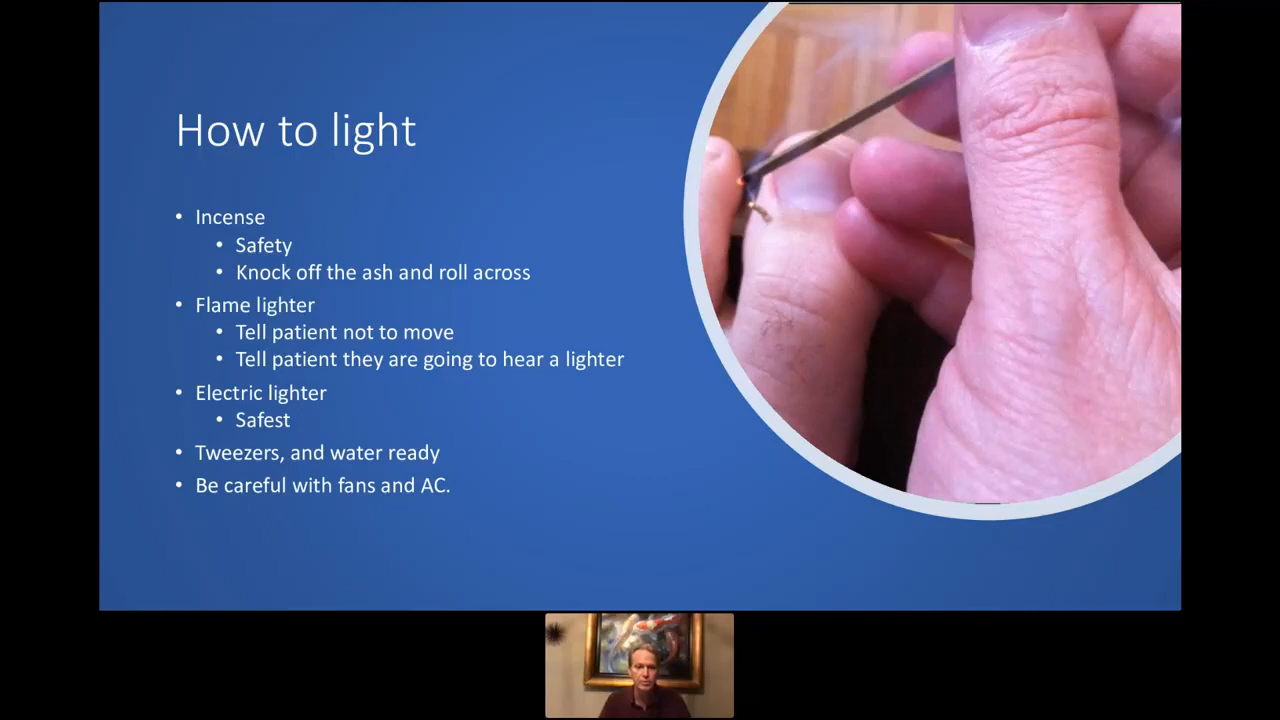 How to light
• Incense
• Safety
• Knock off the ash and roll across
• Flame lighter
• Tell patient not to move
• Tell patient they are going to hear a lighter
• Electric lighter
• Safest
• Tweezers, and water ready
• Be careful with fans and AC.